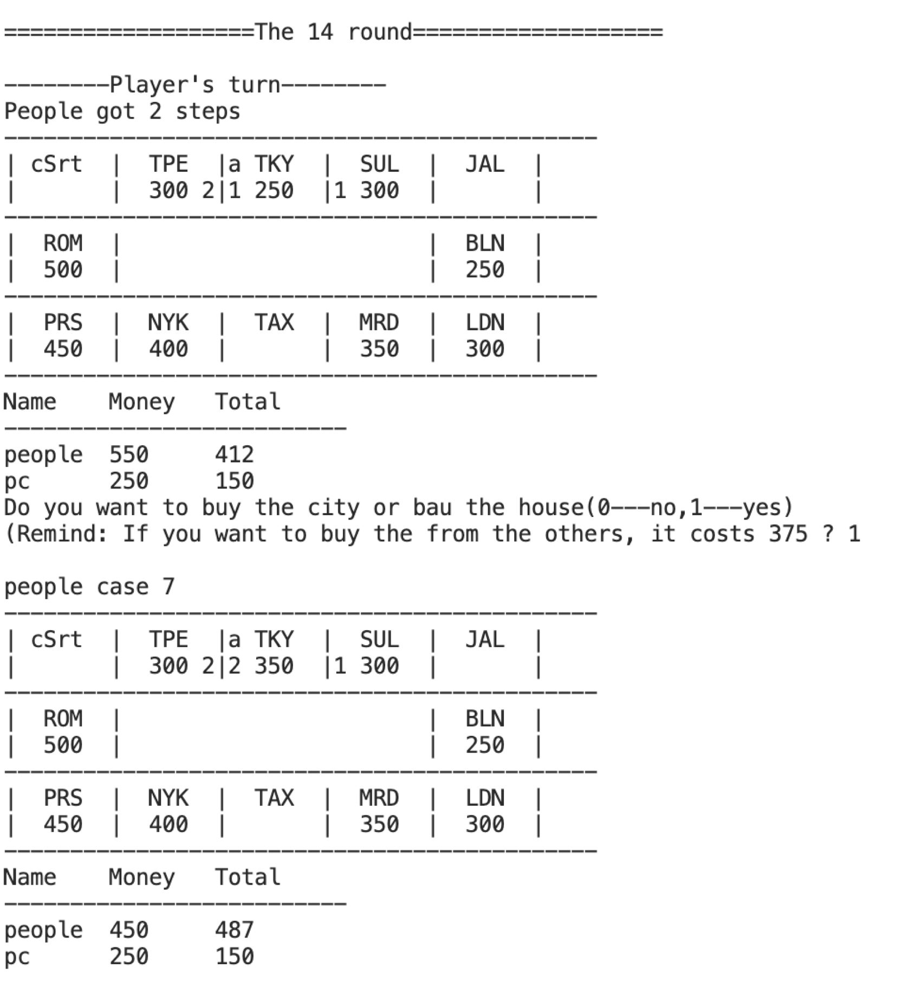 ===================The 14 round===================
--------Player's turn--------
People got 2 steps
---------------------------------------------
| cSrt  |  TPE  |a TKY  |  SUL  |  JAL  |
|       |  300 2|1 250  |1 300  |       |
---------------------------------------------
|  ROM  |                       |  BLN  |
|  500  |                       |  250  |
---------------------------------------------
|  PRS  |  NYK  |  TAX  |  MRD  |  LDN  |
|  450  |  400  |       |  350  |  300  |
---------------------------------------------
Name    Money   Total
--------------------------
people  550     412
pc      250     150
Do you want to buy the city or bau the house(0---no,1---yes)
(Remind: If you want to buy the from the others, it costs 375 ? 1
people case 7
---------------------------------------------
| cSrt  |  TPE  |a TKY  |  SUL  |  JAL  |
|       |  300 2|2 350  |1 300  |       |
---------------------------------------------
|  ROM  |                       |  BLN  |
|  500  |                       |  250  |
---------------------------------------------
|  PRS  |  NYK  |  TAX  |  MRD  |  LDN  |
|  450  |  400  |       |  350  |  300  |
---------------------------------------------
Name    Money   Total
--------------------------
people  450     487
pc      250     150